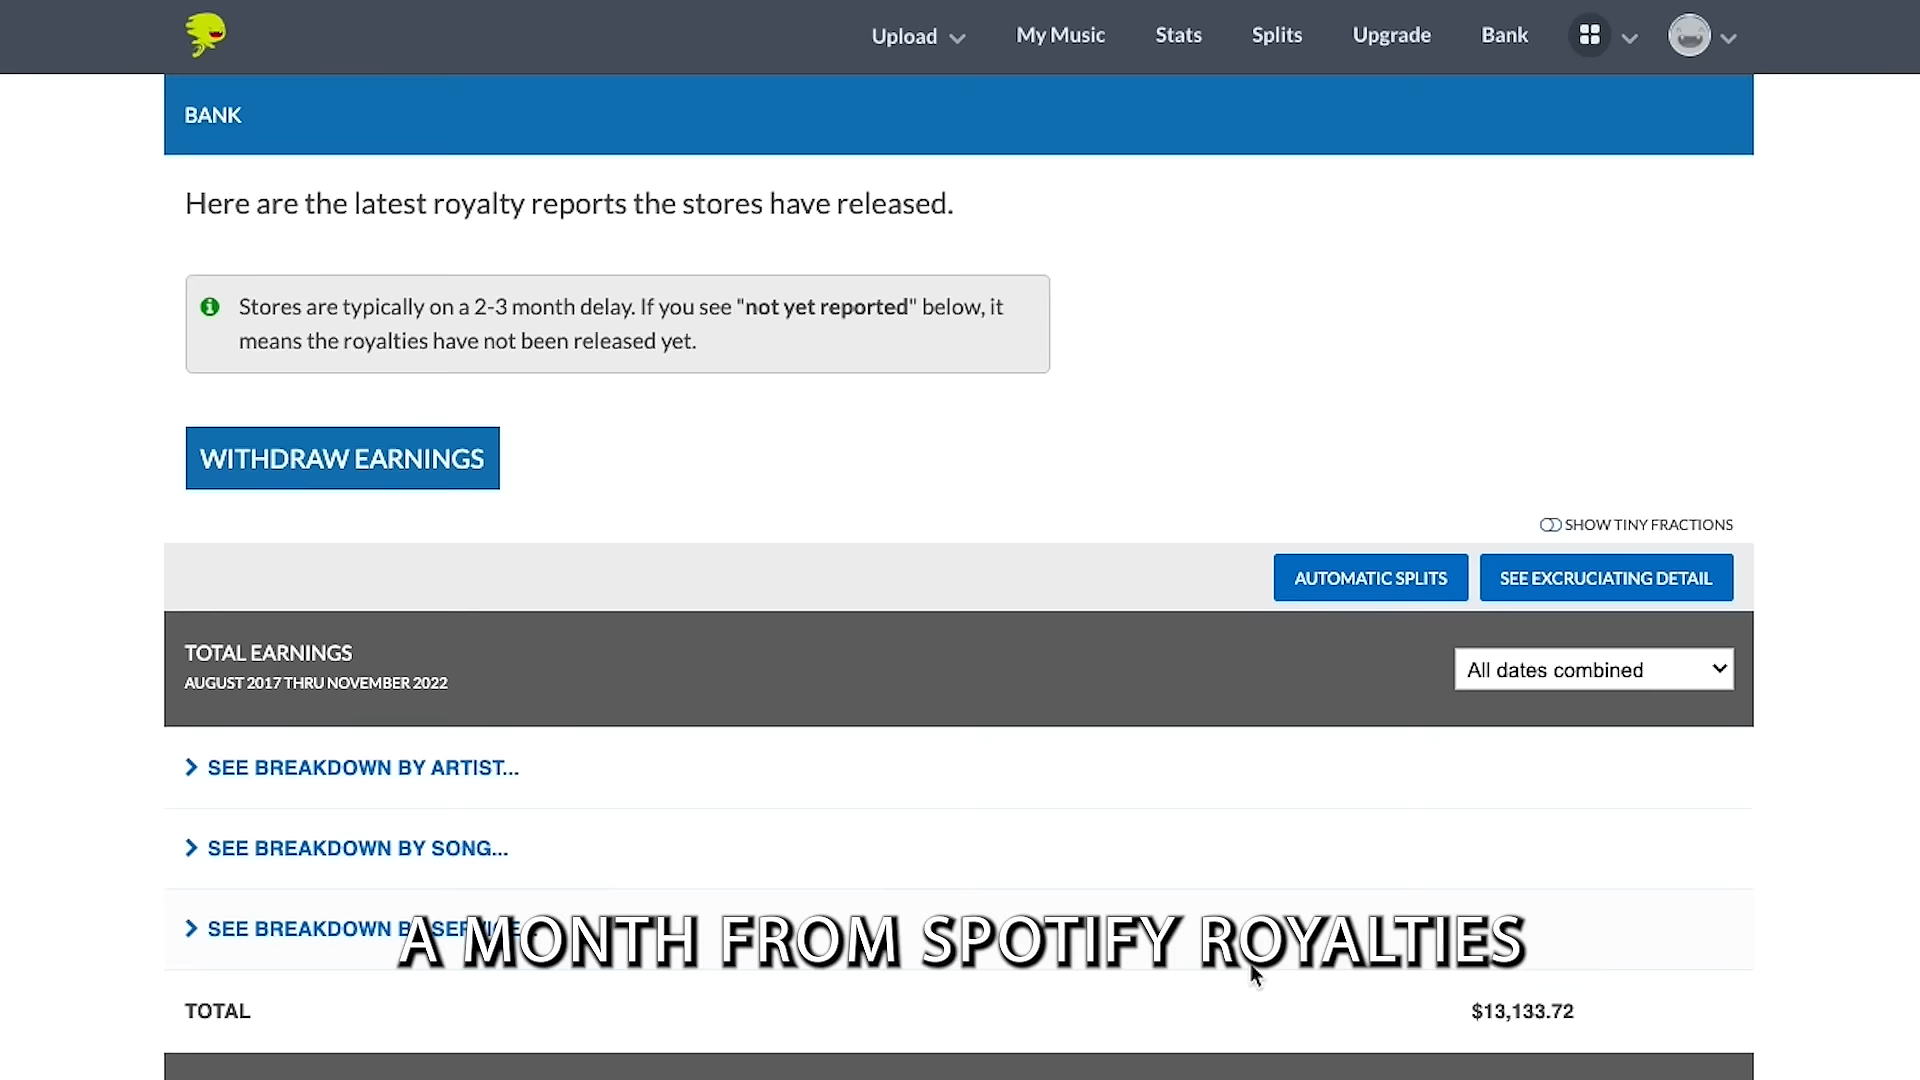 Upload
My Music
Stats
Splits
Upgrade
Bank
BANK
Here are the latest royalty reports the stores have released.
Stores are typically on a 2-3 month delay. If you see "not yet reported" below, it
means the royalties have not been released yet.
WITHDRAW EARNINGS
SHOW TINY FRACTIONS
AUTOMATIC SPLITS
SEE EXCRUCIATING DETAIL
TOTAL EARNINGS
AUGUST 2017 THRU NOVEMBER 2022
All dates combined
SEE BREAKDOWN BY ARTIST...
SEE BREAKDOWN BY SONG...
SEE BREAKDOWN
A MONTH FROM SPOTIFY ROYALTIES
TOTAL
$13,133.72